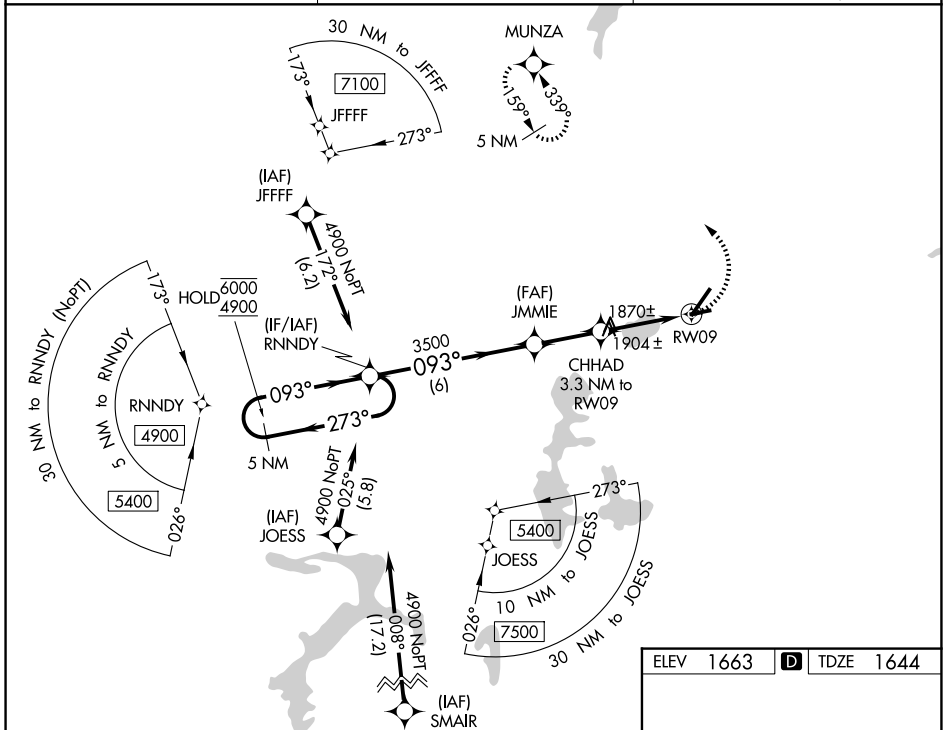 30 NM to JFFFF
173°
7100
JFFFF
273°
MUNZA
159°
339°
5 NM
(IAF)
JFFFF
4900 NoPT
172°
(6.2)
30 NM to RNNDY (NoPT)
173°
5 NM to RNNDY
RNNDY
4900
5400
026°
HOLD
6000
4900
(IF/IAF)
RNNDY
093°
273°
5 NM
3500
093°
(6)
(FAF)
JMMIE
1870±
1904±
RW09
CHHAD
3.3 NM to
RW09
4900 NoPT
025°
(5.8)
(IAF)
JOESS
273°
5400
JOESS
10 NM to JOESS
026°
7500
30 NM to JOESS
4900 NoPT
008°
(17.2)
(IAF)
SMAIR
ELEV 1663 D TDZE 1644